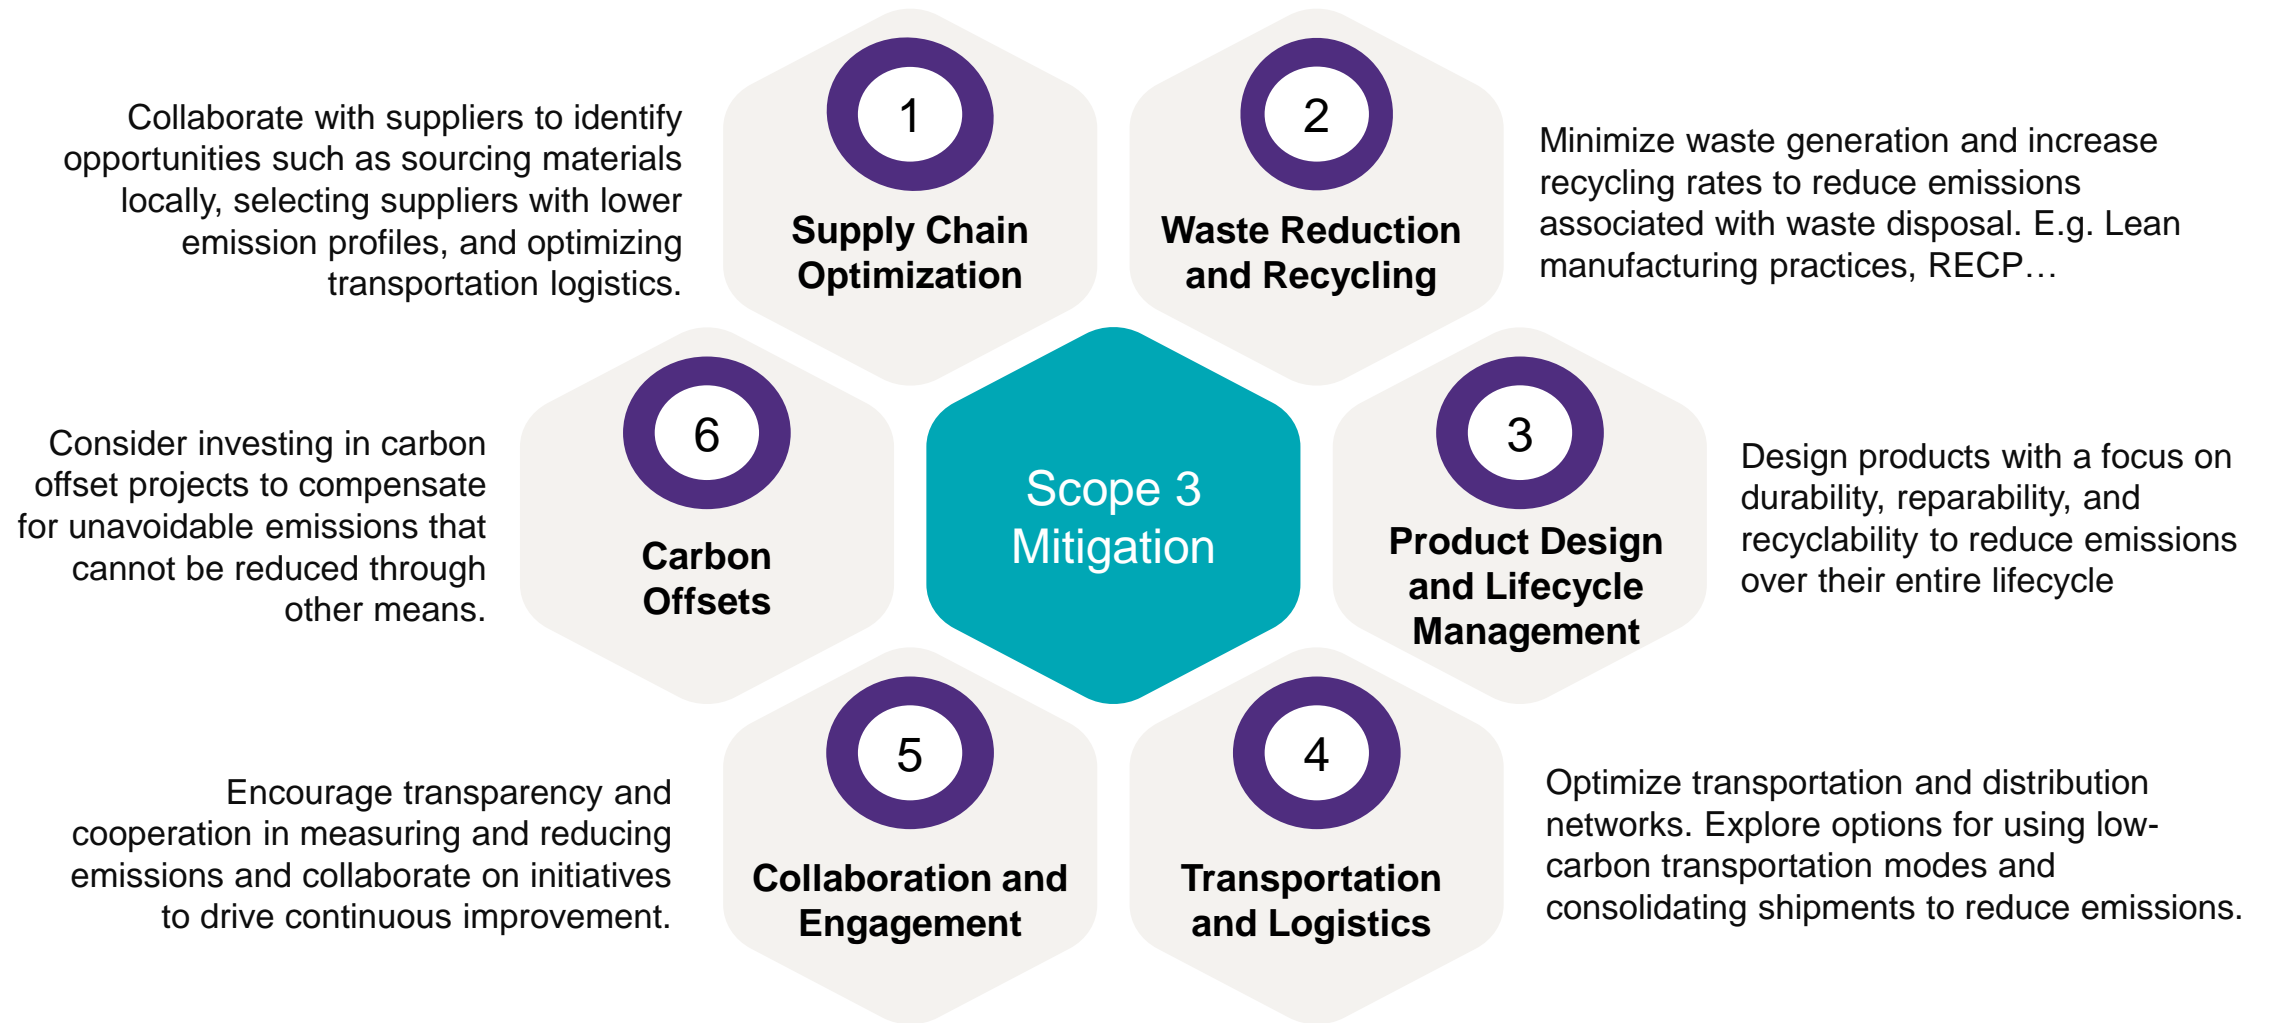 1
Supply Chain
Optimization
Collaborate with suppliers to identify
opportunities such as sourcing materials
locally, selecting suppliers with lower
emission profiles, and optimizing
transportation logistics.
2
Waste Reduction
and Recycling
Minimize waste generation and increase
recycling rates to reduce emissions
associated with waste disposal. E.g. Lean
manufacturing practices, RECP…
Scope 3
Mitigation
3
Product Design
and Lifecycle
Management
Design products with a focus on
durability, reparability, and
recyclability to reduce emissions
over their entire lifecycle
4
Transportation
and Logistics
Optimize transportation and distribution
networks. Explore options for using low-
carbon transportation modes and
consolidating shipments to reduce emissions.
5
Collaboration and
Engagement
Encourage transparency and
cooperation in measuring and reducing
emissions and collaborate on initiatives
to drive continuous improvement.
6
Carbon
Offsets
Consider investing in carbon
offset projects to compensate
for unavoidable emissions that
cannot be reduced through
other means.